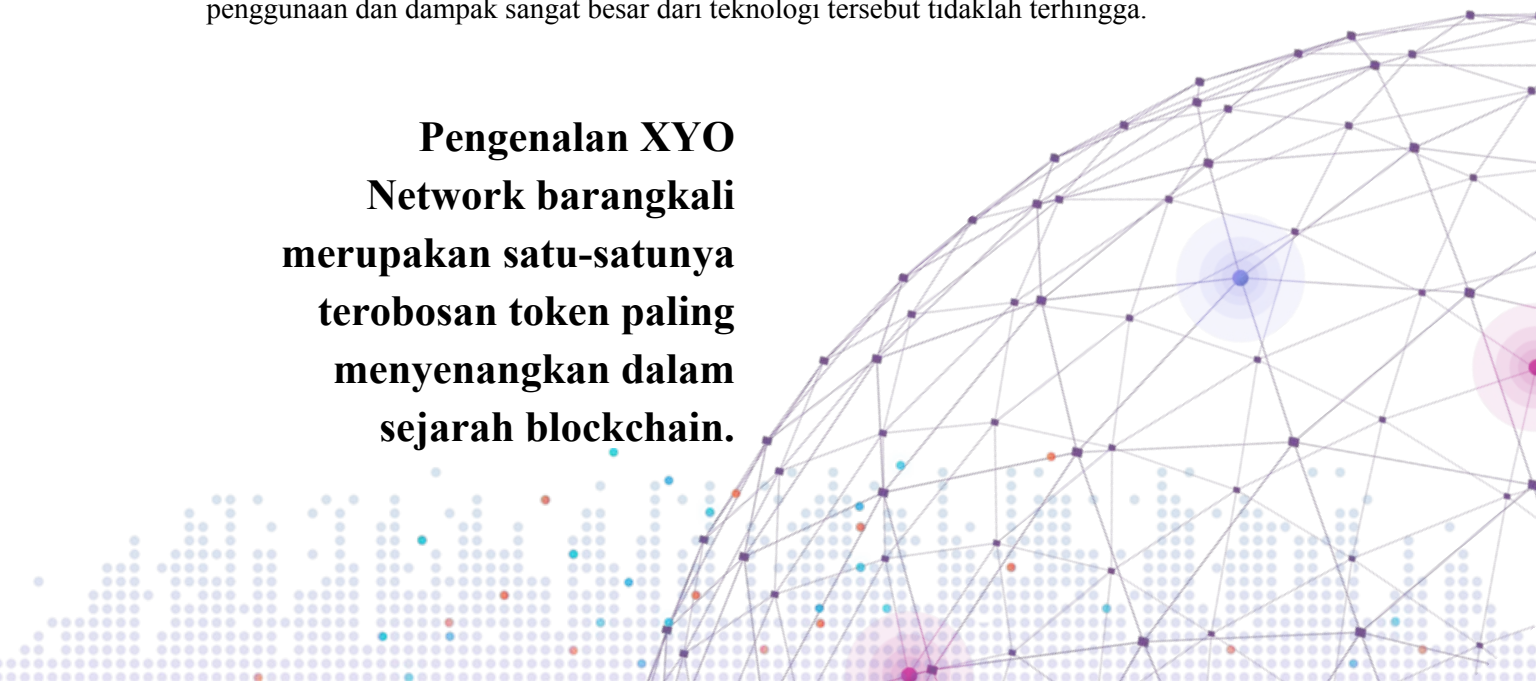 penggunaan dan dampak sangat besar dari teknologi tersebut tidaklah terhingga.
Pengenalan XYO
Network barangkali
merupakan satu-satunya
terobosan token paling
menyenangkan dalam
sejarah blockchain.